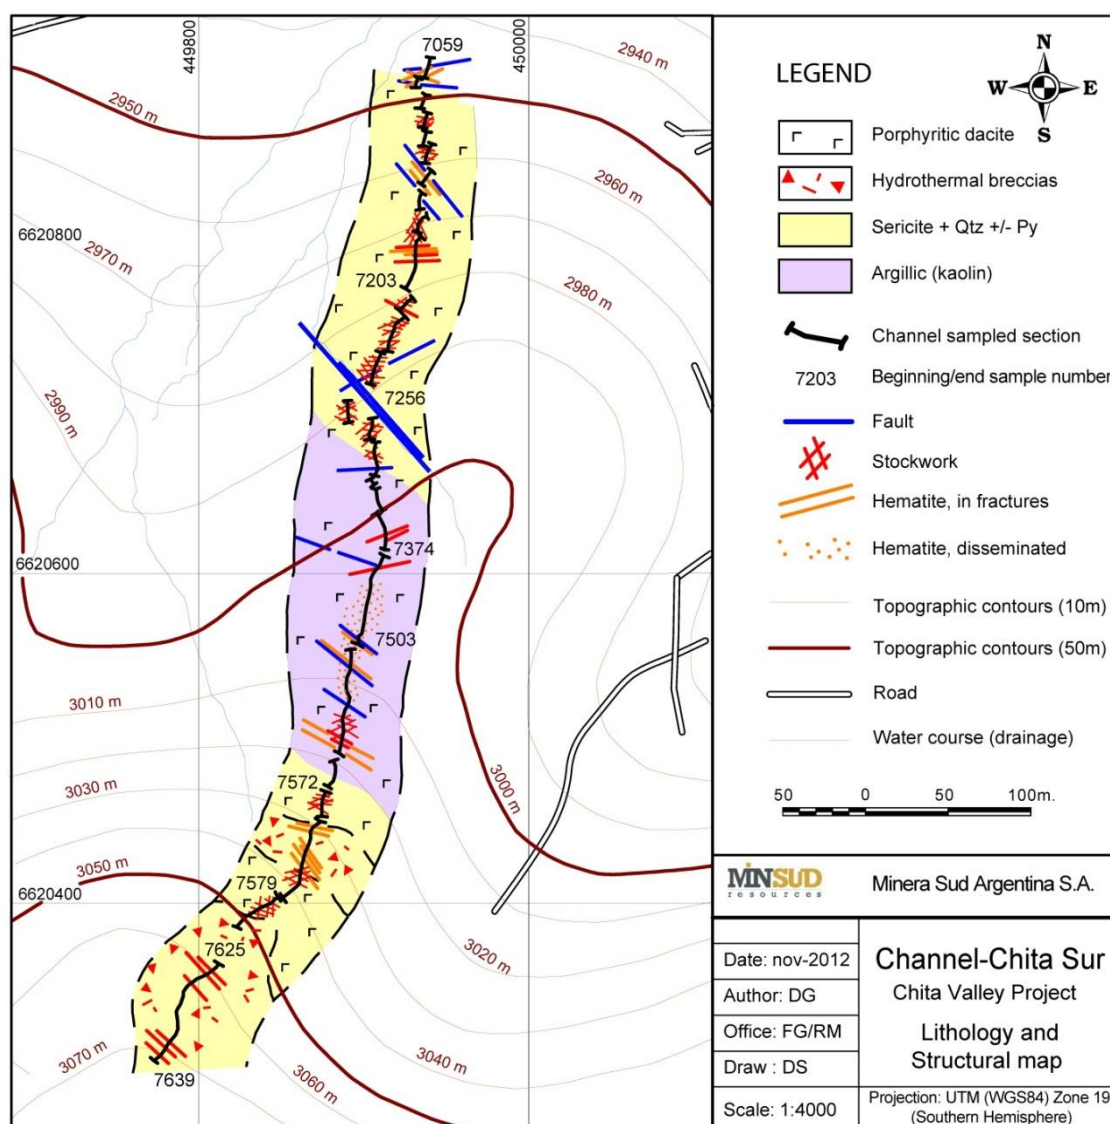 449800
450000
7059
2940 m
2950 m
2960 m
6620800
2970 m
7203
2980 m
2990 m
7256
7374
6620600
7503
3010 m
3000 m
7572
3030 m
3050 m
7579
6620400
7625
3020 m
3040 m
3070 m
7639
3060 m
LEGEND
N
W E
S
Porphyritic dacite
Hydrothermal breccias
Sericite + Qtz +/- Py
Argillic (kaolin)
Channel sampled section
7203 Beginning/end sample number
Fault
Stockwork
Hematite, in fractures
Hematite, disseminated
Topographic contours (10m)
Topographic contours (50m)
Road
Water course (drainage)
50 0 50 100m.
MINSUD
resources
Minera Sud Argentina S.A.
Date: nov-2012
Author: DG
Office: FG/RM
Draw : DS
Scale: 1:4000
Channel-Chita Sur
Chita Valley Project
Lithology and
Structural map
Projection: UTM (WGS84) Zone 19
(Southern Hemisphere)